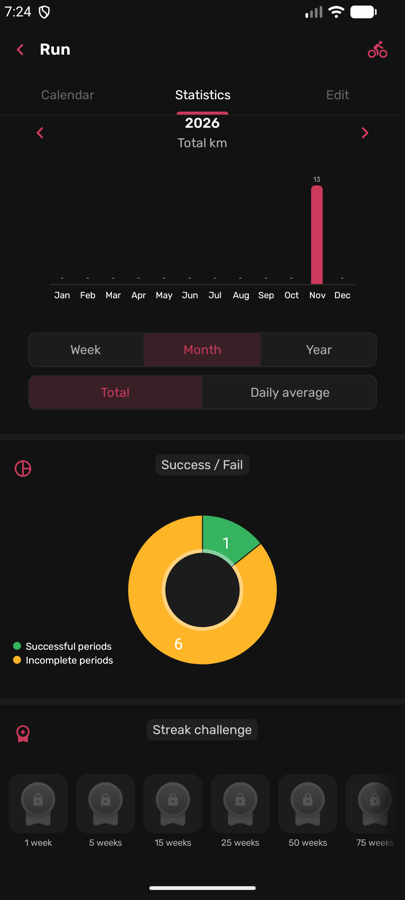 7:24
Run
Calendar Statistics Edit
2026
Total km
13
- - - - - - - - - - -
Jan Feb Mar Apr May Jun Jul Aug Sep Oct Nov Dec
Week Month Year
Total Daily average
Success / Fail
1
6
Successful periods
Incomplete periods
Streak challenge
1 week 5 weeks 15 weeks 25 weeks 50 weeks 75 weeks